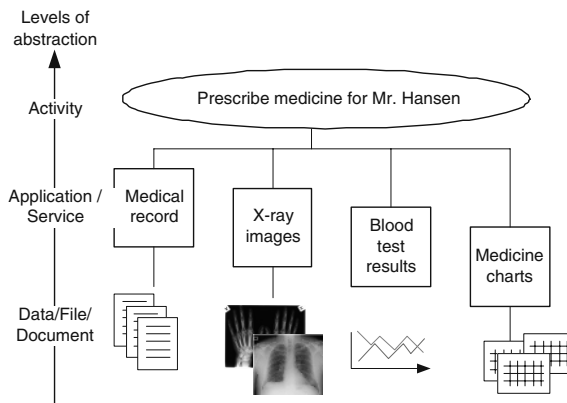 Levels of
abstraction
Activity
Prescribe medicine for Mr. Hansen
Application /
Service
Medical
record
X-ray
images
Blood
test
results
Medicine
charts
Data/File/
Document